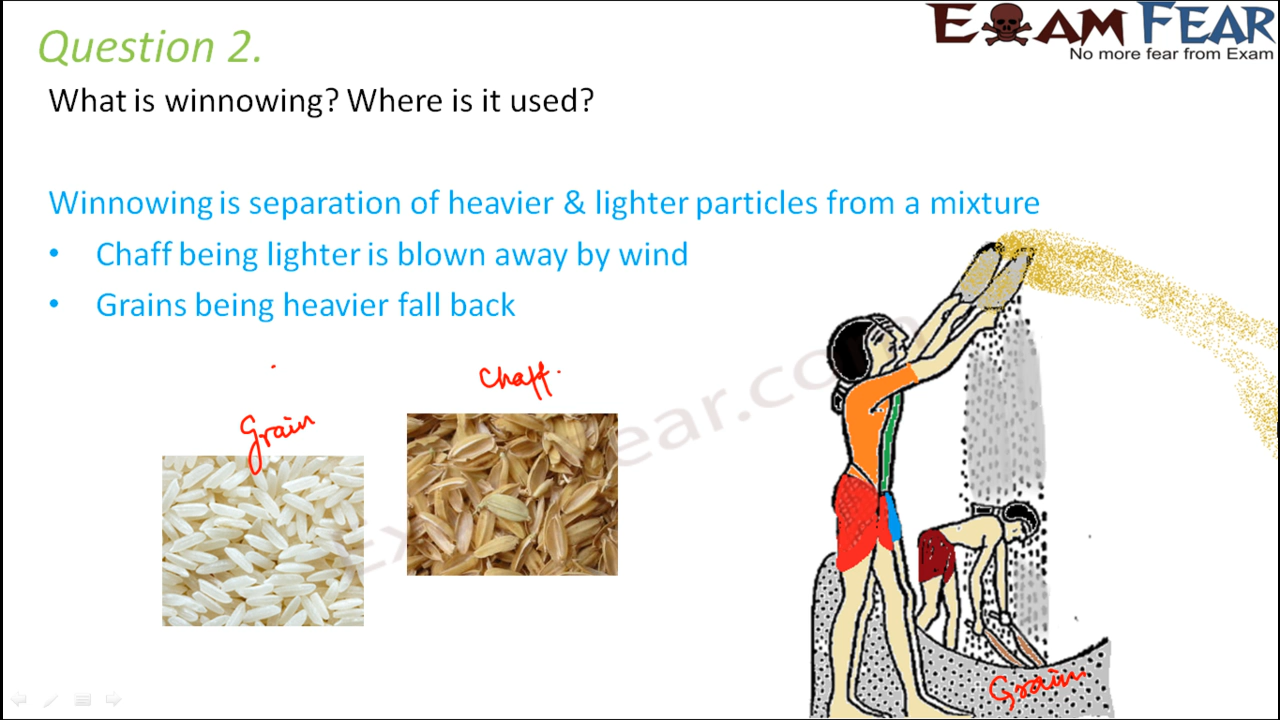 Question 2.
EXAM FEAR
No more fear from Exam
What is winnowing? Where is it used?
Winnowing is separation of heavier & lighter particles from a mixture
• Chaff being lighter is blown away by wind
• Grains being heavier fall back
Chaff.
Grain
ExamFear.com
Grain